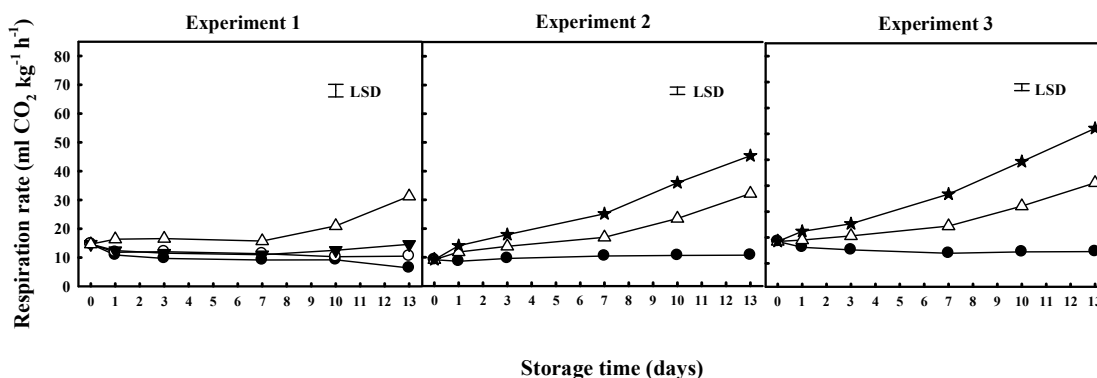 Experiment 1 Experiment 2 Experiment 3
Respiration rate (ml CO₂ kg⁻¹ h⁻¹)
80
70
60
50
40
30
20
10
0
LSD LSD LSD
0 1 2 3 4 5 6 7 8 9 10 11 12 13 0 1 2 3 4 5 6 7 8 9 10 11 12 13 0 1 2 3 4 5 6 7 8 9 10 11 12 13
Storage time (days)